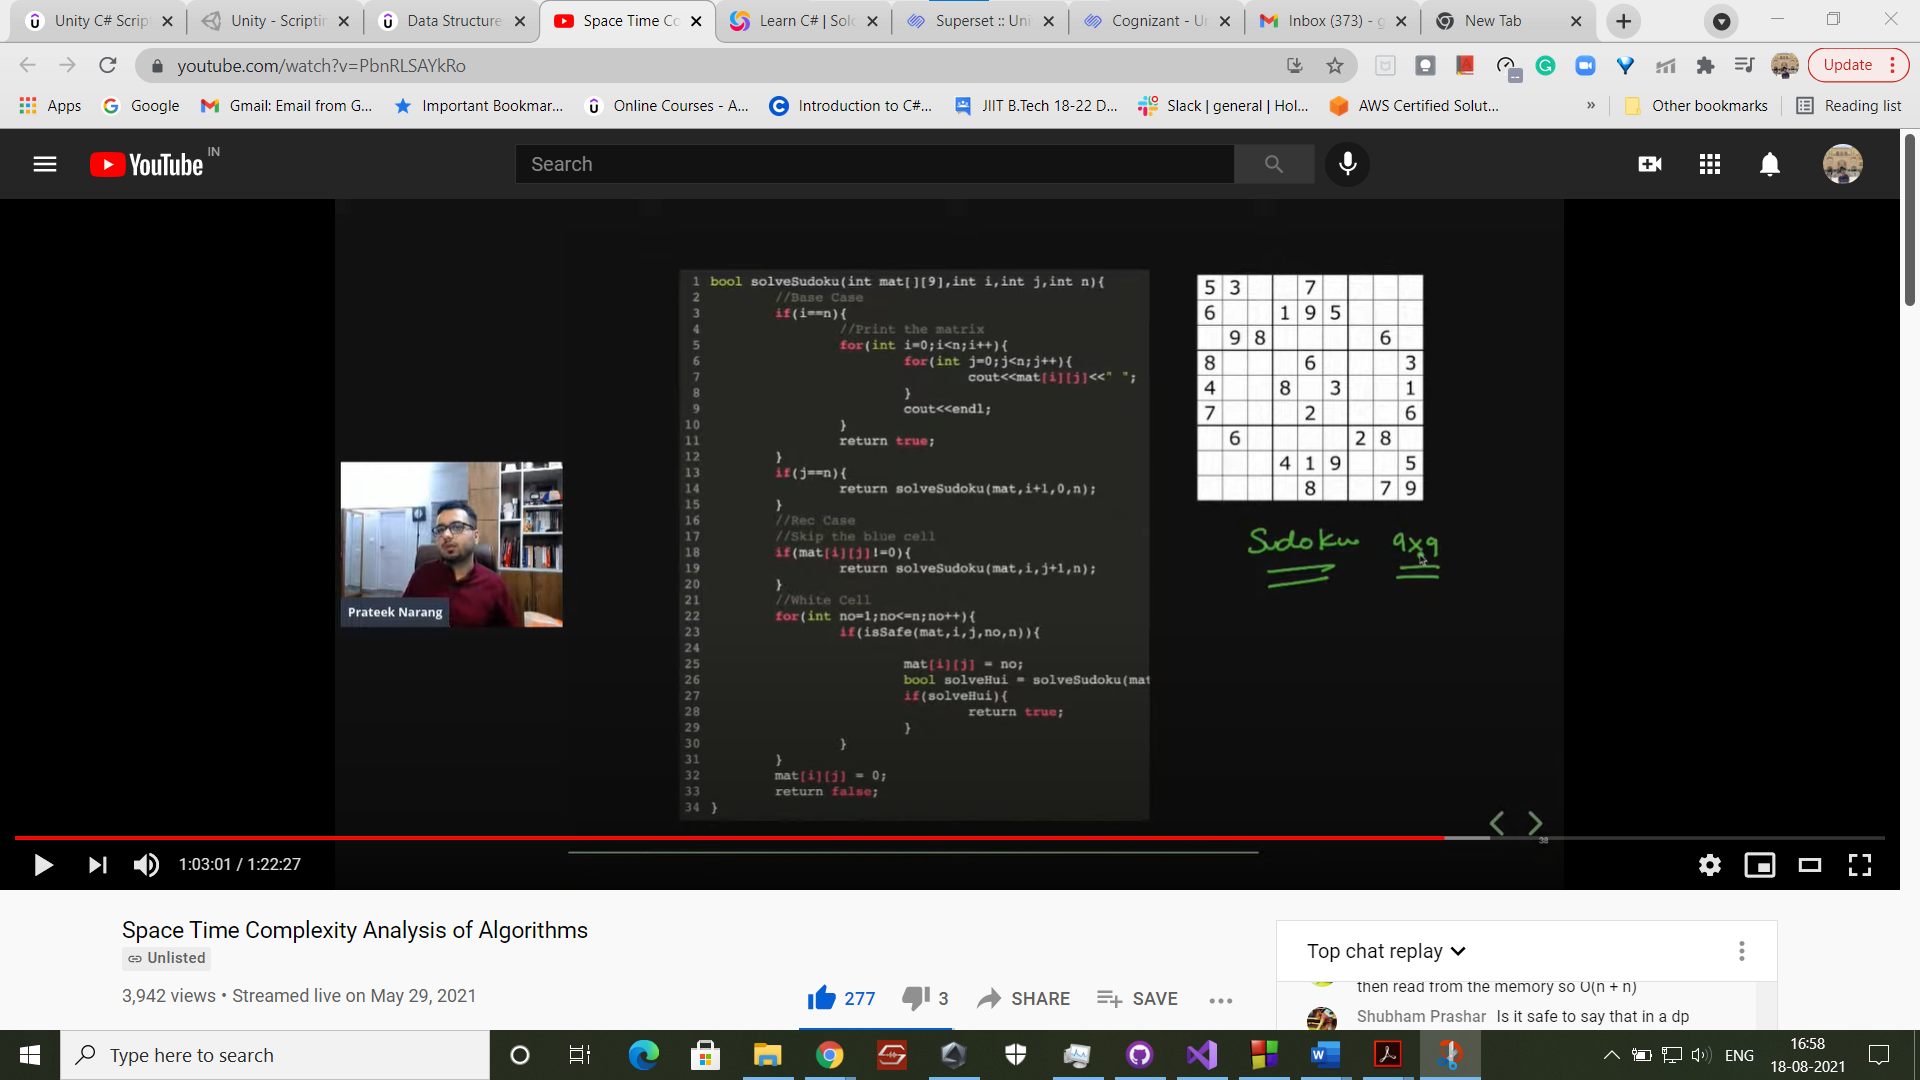 Unity C# Scrip
Unity - Scriptin
Data Structure
Space Time Co
Learn C# | Solo
Superset :: Uni
Cognizant - U
Inbox (373) - g
New Tab
youtube.com/watch?v=PbnRLSAYkRo
Update
Apps
Google
Gmail: Email from G...
Important Bookmar...
Online Courses - A...
Introduction to C#...
JIIT B.Tech 18-22 D...
Slack | general | Hol...
AWS Certified Solut...
»
Other bookmarks
Reading list
YouTube IN
Search
1 bool solveSudoku(int mat[][9],int i,int j,int n){
2 //Base Case
3 if(i==n){
4 //Print the matrix
5 for(int i=0;i<n;i++){
6 for(int j=0;j<n;j++){
7 cout<<mat[i][j]<<" ";
8 }
9 cout<<endl;
10 }
11 return true;
12 }
13 if(j==n){
14 return solveSudoku(mat,i+1,0,n);
15 }
16 //Rec Case
17 //Skip the blue cell
18 if(mat[i][j]!=0){
19 return solveSudoku(mat,i,j+1,n);
20 }
21 //White Cell
22 for(int no=1;no<=n;no++){
23 if(isSafe(mat,i,j,no,n)){
24
25 mat[i][j] = no;
26 bool solveHui = solveSudoku(mat
27 if(solveHui){
28 return true;
29 }
30 }
31 }
32 mat[i][j] = 0;
33 return false;
34 }
5 3 7
6 1 9 5
9 8 6
8 6 3
4 8 3 1
7 2 6
6 2 8
4 1 9 5
8 7 9
Sudoku 9x9
Prateek Narang
38
1:03:01 / 1:22:27
Space Time Complexity Analysis of Algorithms
Unlisted
3,942 views • Streamed live on May 29, 2021
277
3
SHARE
SAVE
Top chat replay
then read from the memory so O(n + n)
Shubham Prashar Is it safe to say that in a dp
Type here to search
ENG
16:58
18-08-2021